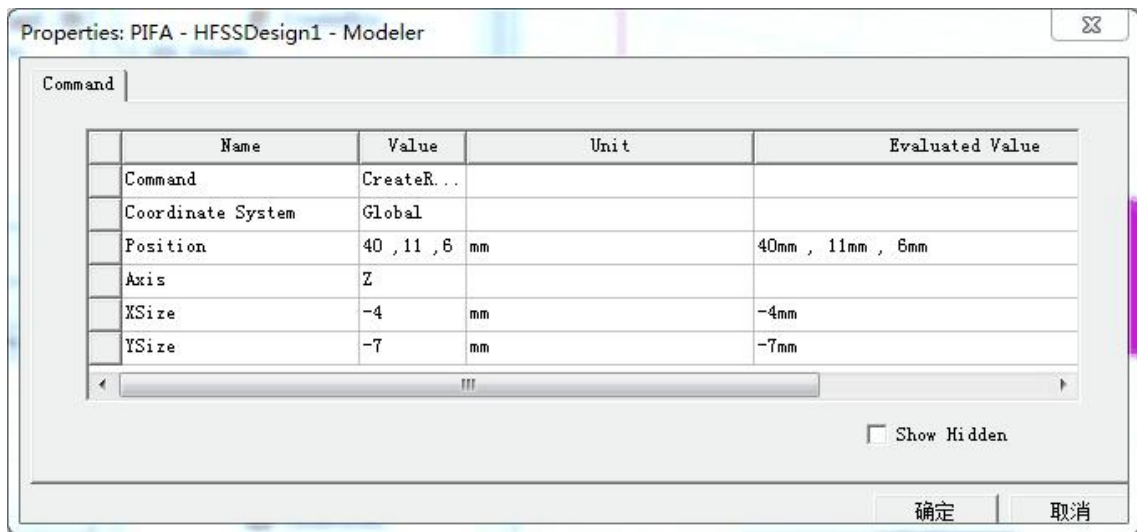 Properties: PIFA - HFSSDesign1 - Modeler
Command
Name Value Unit Evaluated Value
Command CreateR...
Coordinate System Global
Position 40 ,11 ,6 mm 40mm , 11mm , 6mm
Axis Z
XSize -4 mm -4mm
YSize -7 mm -7mm
Show Hidden
确定 取消